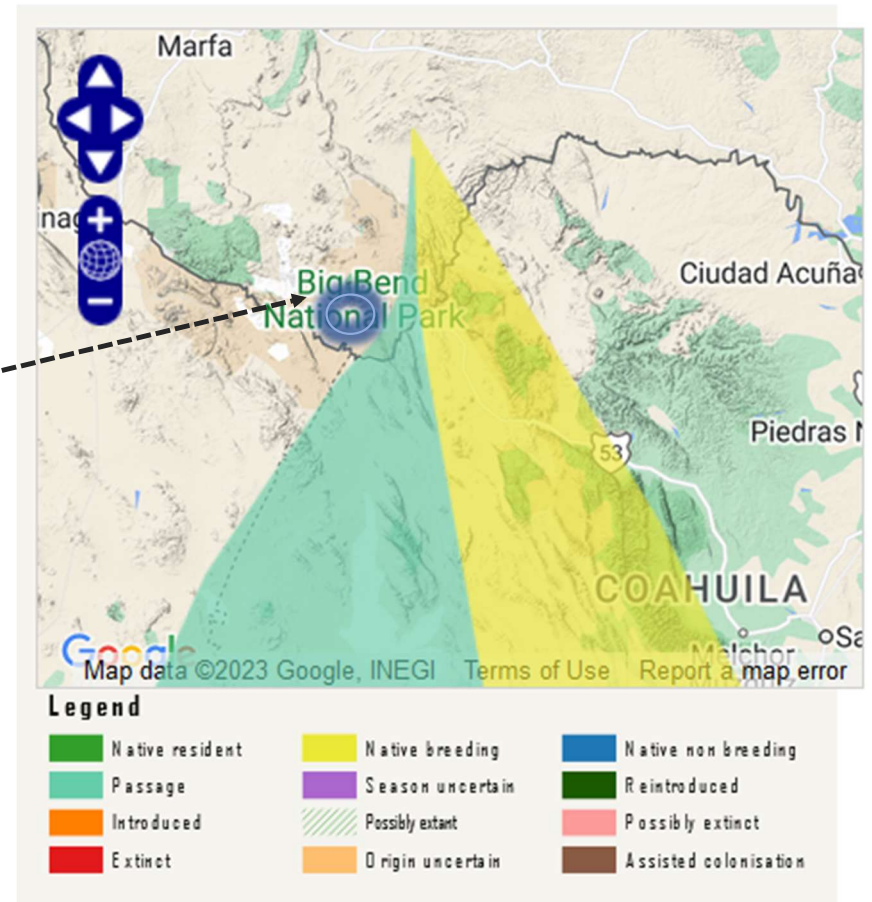 Marfa
inag
Big Bend
National Park
Ciudad Acuña
Piedras N
53
COAHUILA
Sa
Melchor
Google
Map data ©2023 Google, INEGI Terms of Use Report a map error
Legend
Native resident Native breeding Native non breeding
Passage Season uncertain Reintroduced
Introduced Possibly extant Possibly extinct
Extinct Origin uncertain Assisted colonisation